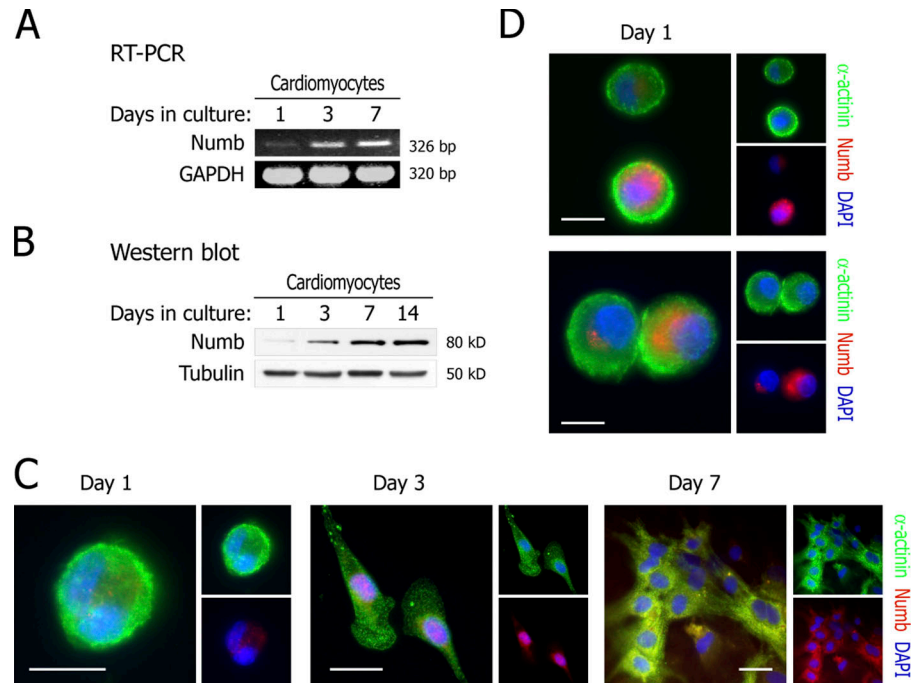 A
RT-PCR
Cardiomyocytes
Days in culture: 1 3 7
Numb 326 bp
GAPDH 320 bp
B
Western blot
Cardiomyocytes
Days in culture: 1 3 7 14
Numb 80 kD
Tubulin 50 kD
C
Day 1 Day 3 Day 7
α-actinin Numb DAPI
D
Day 1
α-actinin Numb DAPI
α-actinin Numb DAPI